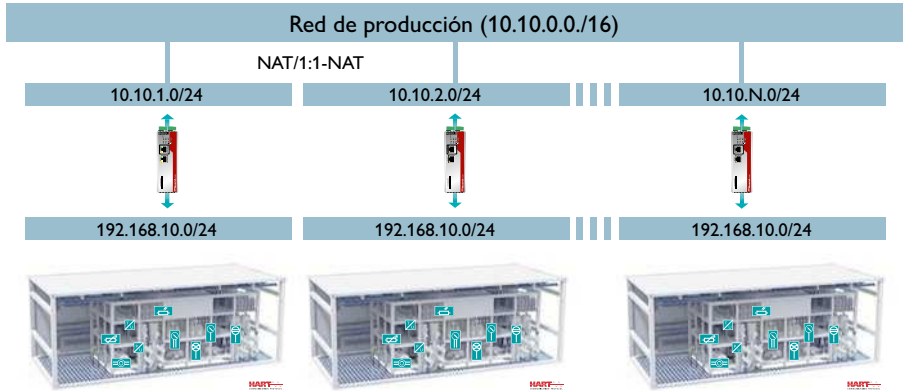 Red de producción (10.10.0.0./16)
NAT/1:1-NAT
10.10.1.0/24
10.10.2.0/24
10.10.N.0/24
192.168.10.0/24
192.168.10.0/24
192.168.10.0/24
HART
HART
HART